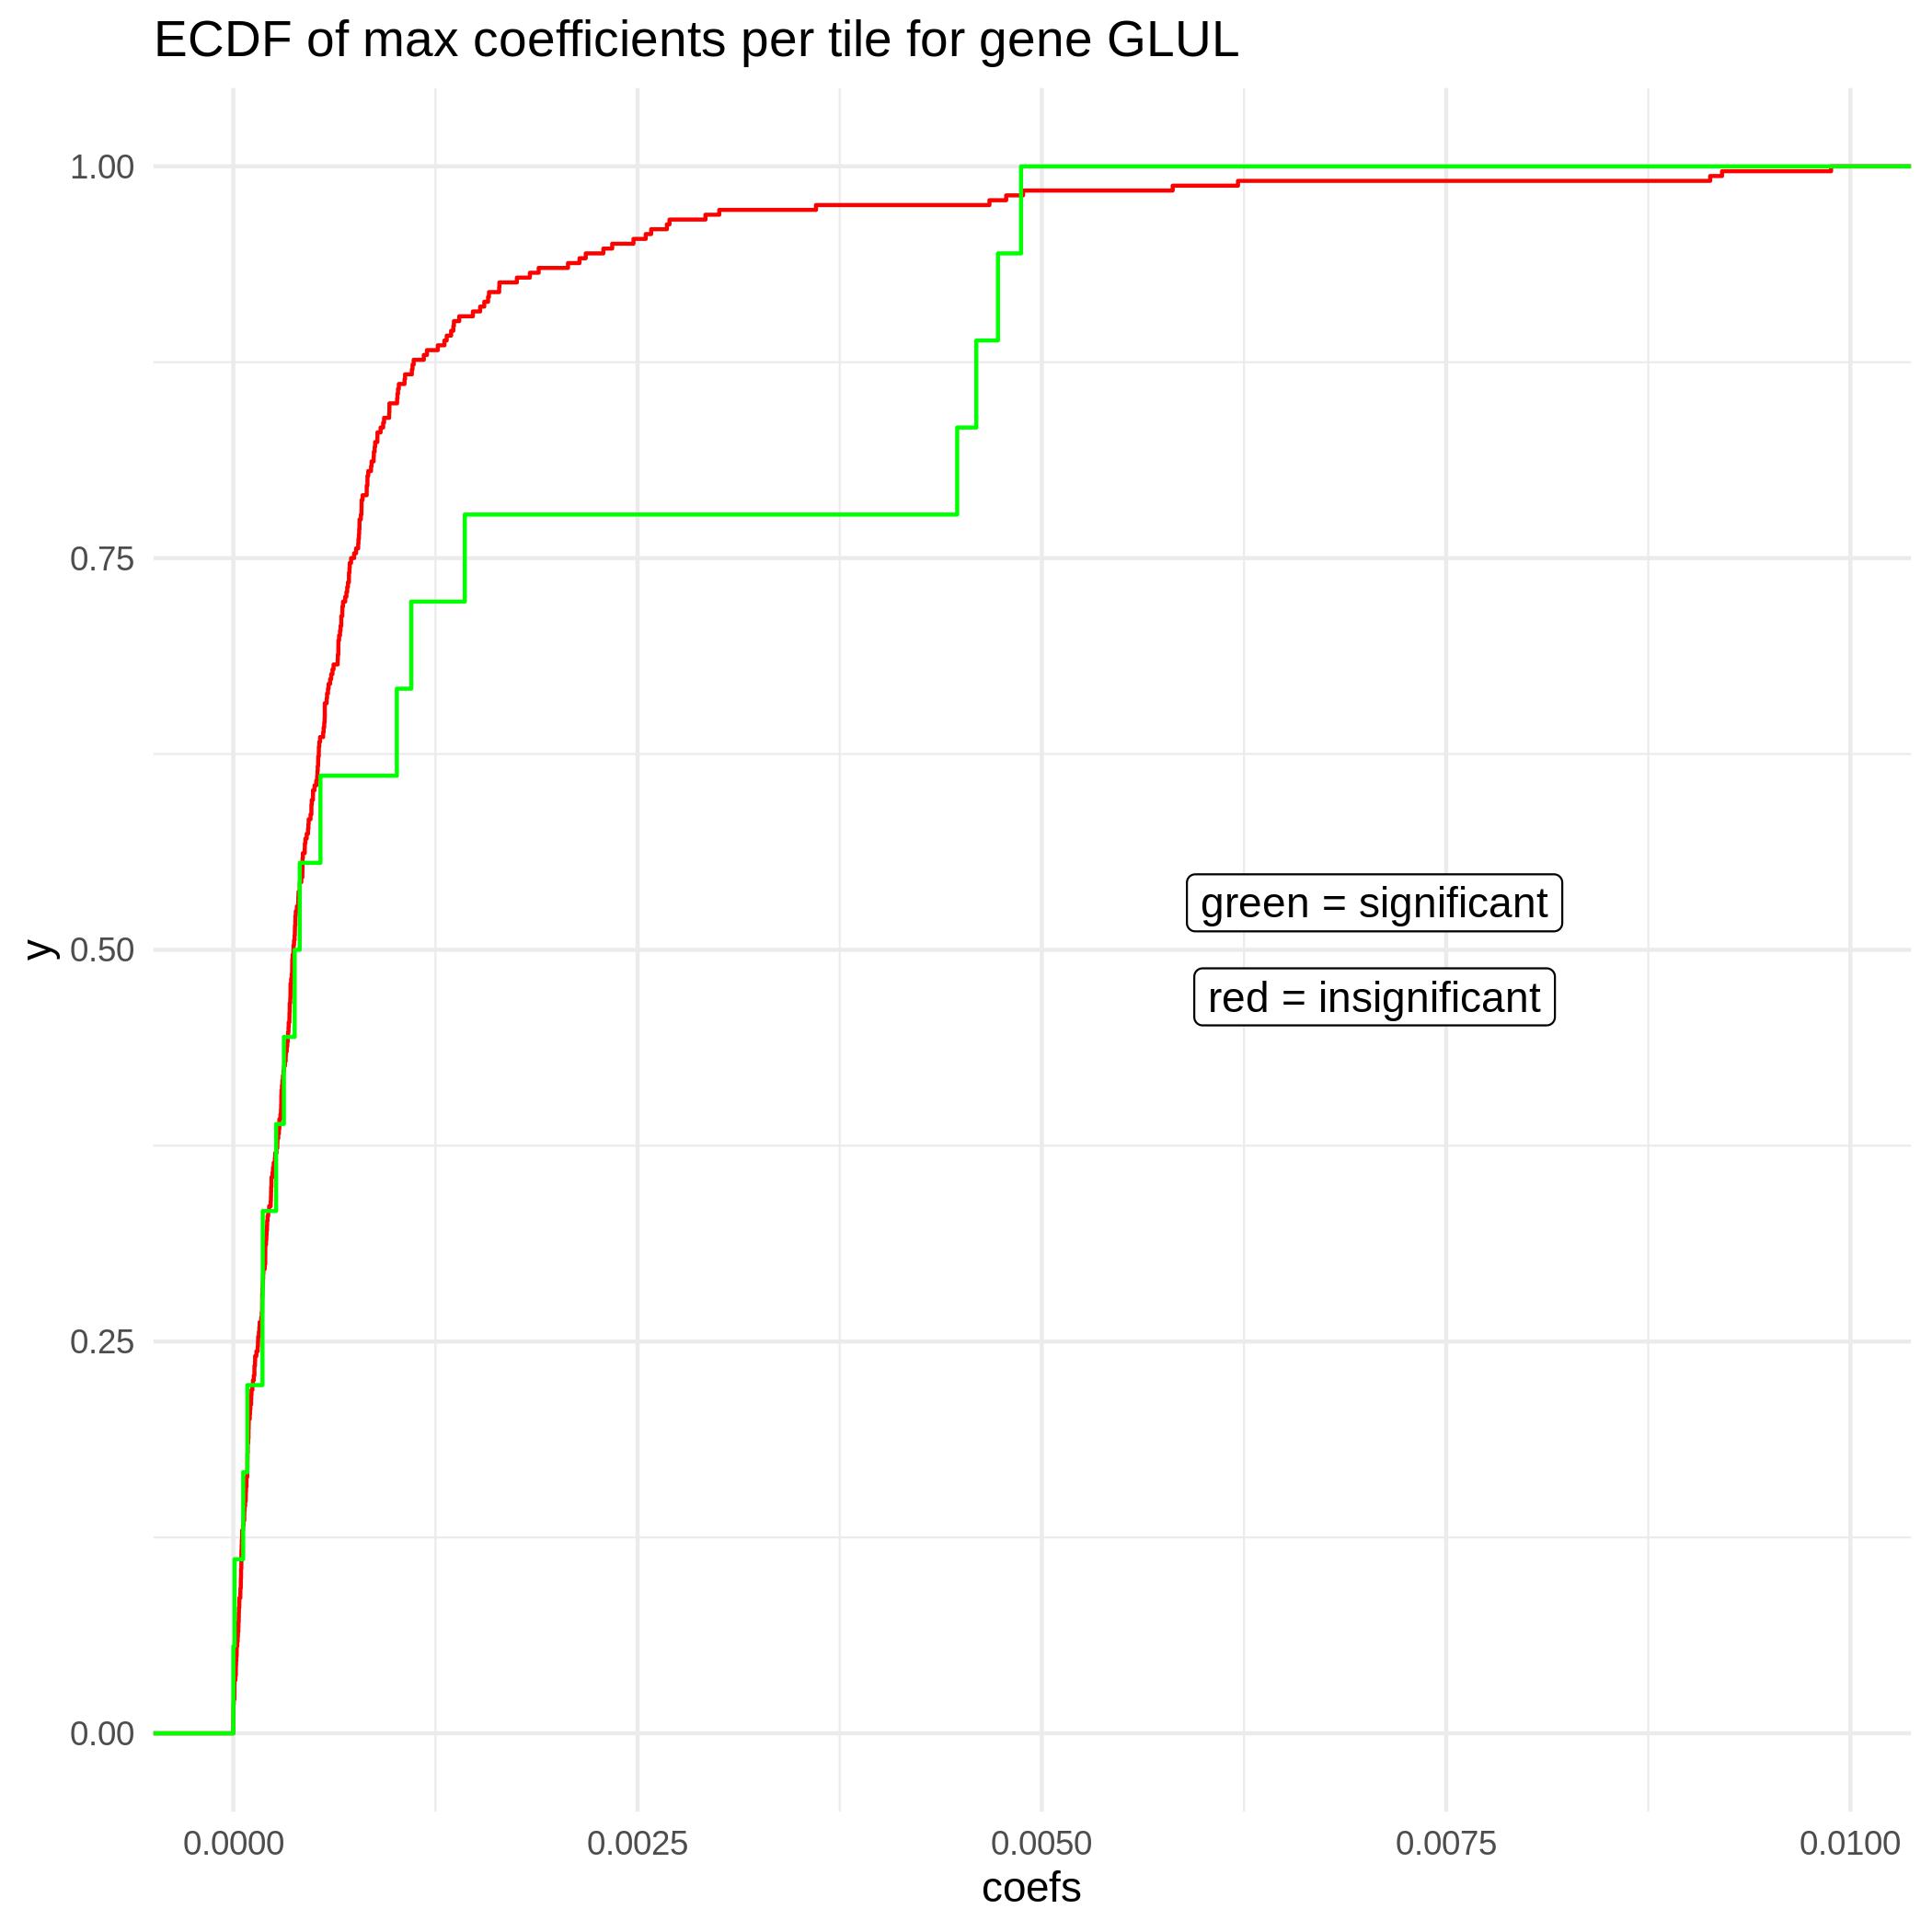 ECDF of max coefficients per tile for gene GLUL
1.00
0.75
0.50
0.25
0.00
y
green = significant
red = insignificant
0.0000 0.0025 0.0050 0.0075 0.0100
coefs